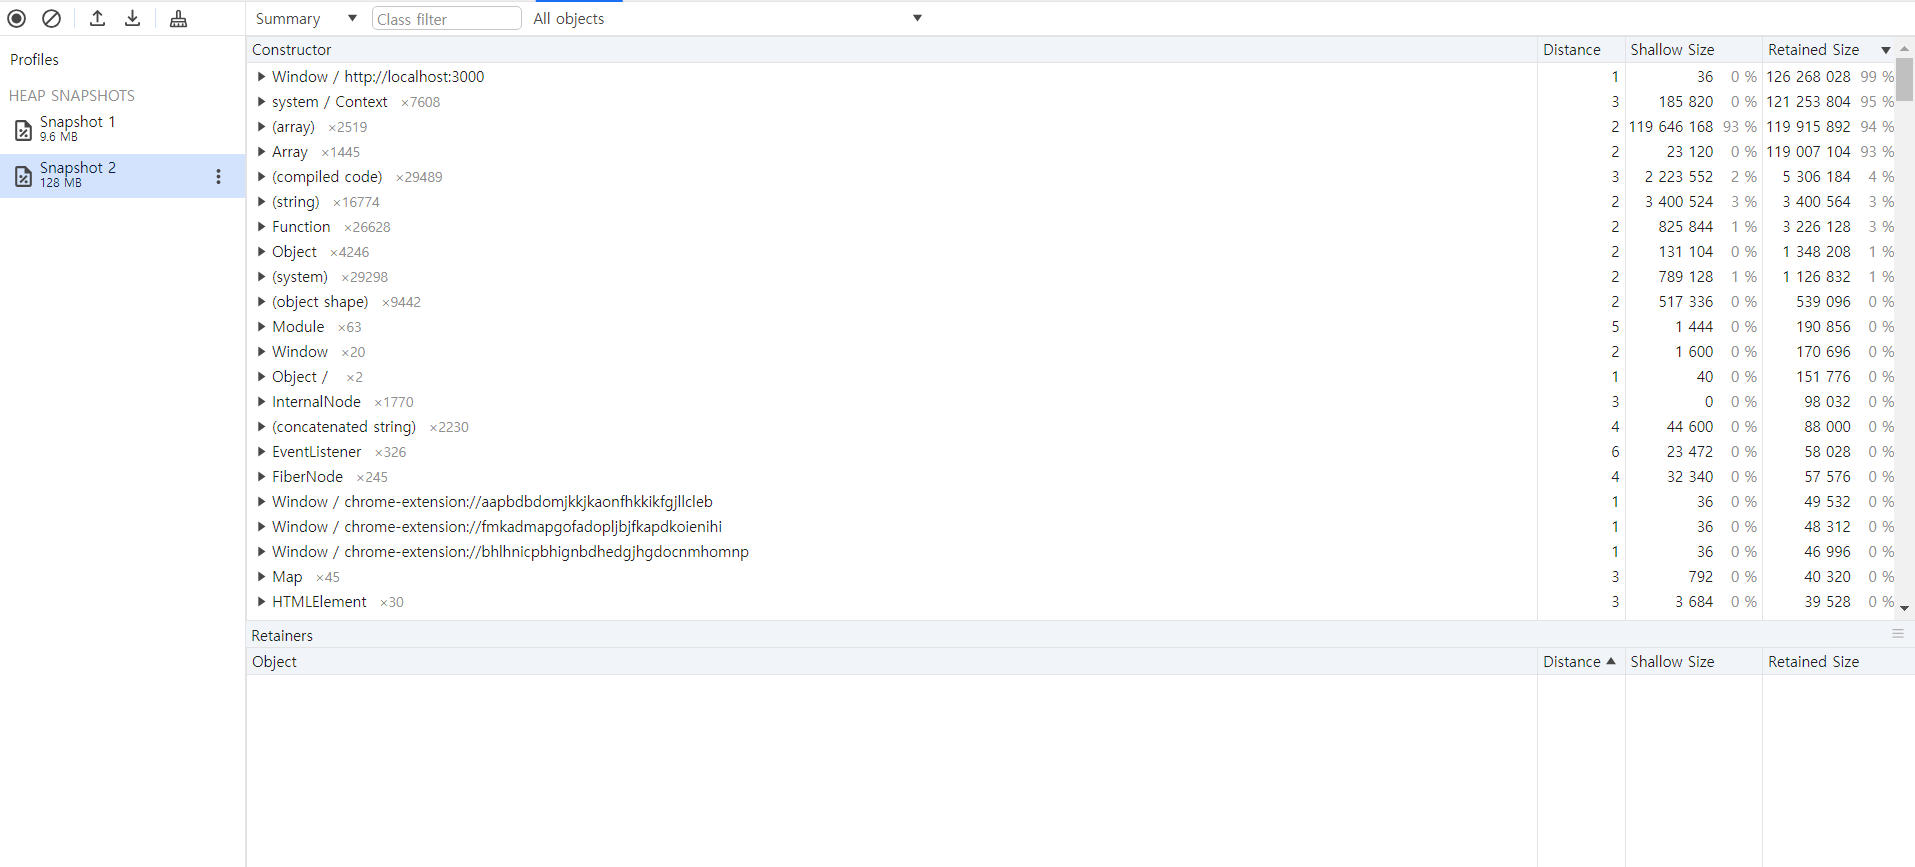 Summary ▼ Class filter All objects ▼
Profiles
HEAP SNAPSHOTS
Snapshot 1
9.6 MB
Snapshot 2
128 MB
Constructor Distance Shallow Size Retained Size ▼
Window / http://localhost:3000 1 36 0 % 126 268 028 99 %
system / Context ×7608 3 185 820 0 % 121 253 804 95 %
(array) ×2519 2 119 646 168 93 % 119 915 892 94 %
Array ×1445 2 23 120 0 % 119 007 104 93 %
(compiled code) ×29489 3 2 223 552 2 % 5 306 184 4 %
(string) ×16774 2 3 400 524 3 % 3 400 564 3 %
Function ×26628 2 825 844 1 % 3 226 128 3 %
Object ×4246 2 131 104 0 % 1 348 208 1 %
(system) ×29298 2 789 128 1 % 1 126 832 1 %
(object shape) ×9442 2 517 336 0 % 539 096 0 %
Module ×63 5 1 444 0 % 190 856 0 %
Window ×20 2 1 600 0 % 170 696 0 %
Object / ×2 1 40 0 % 151 776 0 %
InternalNode ×1770 3 0 0 % 98 032 0 %
(concatenated string) ×2230 4 44 600 0 % 88 000 0 %
EventListener ×326 6 23 472 0 % 58 028 0 %
FiberNode ×245 4 32 340 0 % 57 576 0 %
Window / chrome-extension://aapbdbdomjkkjkaonfhkkikfgjllcleb 1 36 0 % 49 532 0 %
Window / chrome-extension://fmkadmapgofadopljbjfkapdkoienihi 1 36 0 % 48 312 0 %
Window / chrome-extension://bhlhnicpbhignbdhedgjhgdocnmhomnp 1 36 0 % 46 996 0 %
Map ×45 3 792 0 % 40 320 0 %
HTMLElement ×30 3 3 684 0 % 39 528 0 %
Retainers
Object Distance ▲ Shallow Size Retained Size